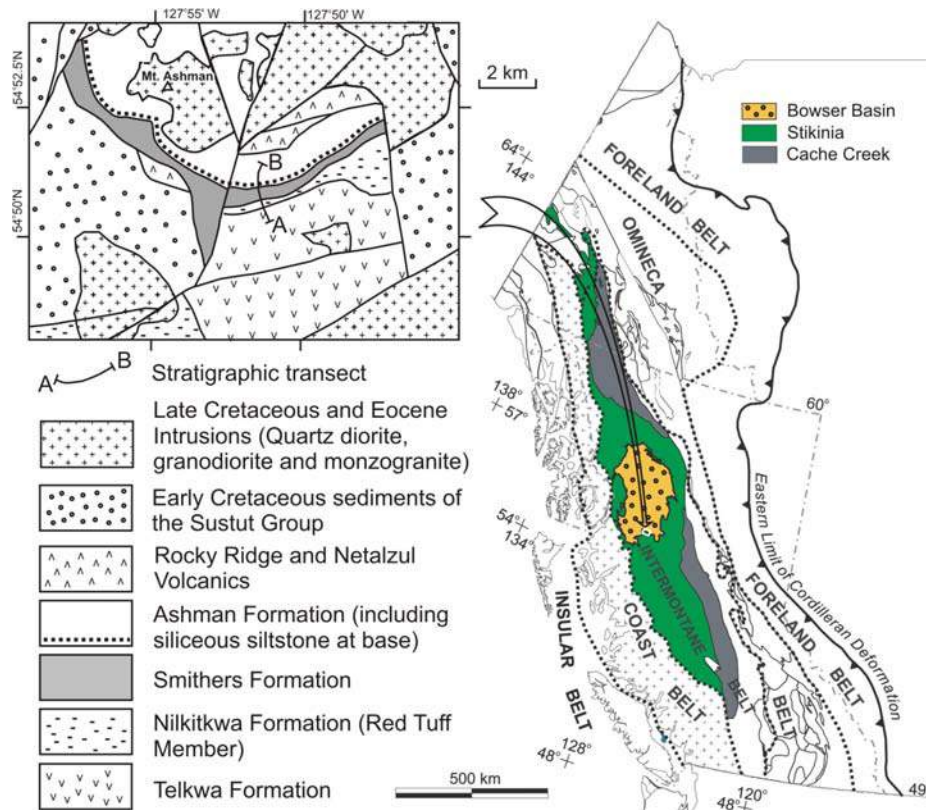 127°55' W
127°50' W
54°52.5'N
Mt. Ashman
54°50'N
B
A
A
B
Stratigraphic transect
Late Cretaceous and Eocene
Intrusions (Quartz diorite,
granodiorite and monzogranite)
Early Cretaceous sediments of
the Sustut Group
Rocky Ridge and Netalzul
Volcanics
Ashman Formation (including
siliceous siltstone at base)
Smithers Formation
Nilkitkwa Formation (Red Tuff
Member)
Telkwa Formation
2 km
Bowser Basin
Stikinia
Cache Creek
64°
144°
FORELAND
BELT
OMINECA
138°
57°
60°
54°
134°
INTERMONTANE
BELT
INSULAR
BELT
COAST
BELT
FORELAND
BELT
BELT
Eastern Limit of Cordilleran Deformation
128°
48°
500 km
120°
48°
49